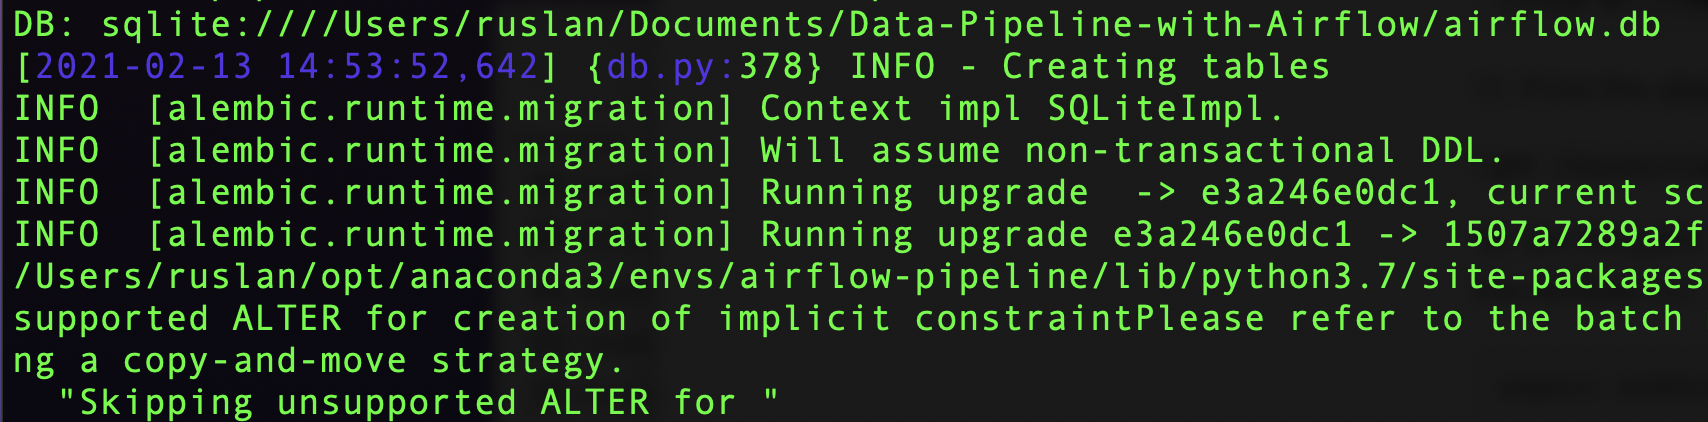 DB: sqlite:////Users/ruslan/Documents/Data-Pipeline-with-Airflow/airflow.db
[2021-02-13 14:53:52,642] {db.py:378} INFO - Creating tables
INFO  [alembic.runtime.migration] Context impl SQLiteImpl.
INFO  [alembic.runtime.migration] Will assume non-transactional DDL.
INFO  [alembic.runtime.migration] Running upgrade  -> e3a246e0dc1, current sc
INFO  [alembic.runtime.migration] Running upgrade e3a246e0dc1 -> 1507a7289a2f
/Users/ruslan/opt/anaconda3/envs/airflow-pipeline/lib/python3.7/site-packages
supported ALTER for creation of implicit constraintPlease refer to the batch
ng a copy-and-move strategy.
  "Skipping unsupported ALTER for "